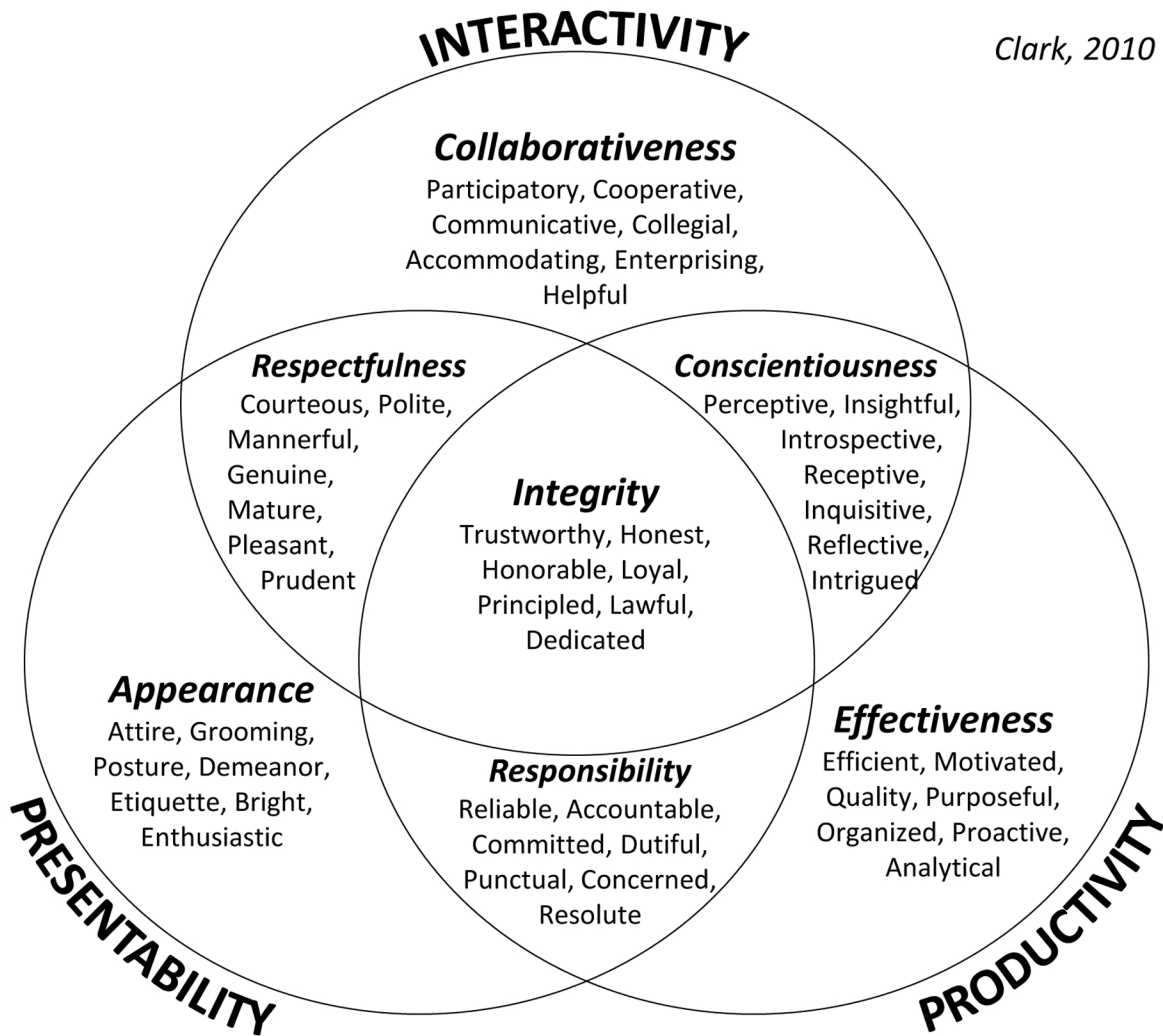 INTERACTIVITY
Clark, 2010
Collaborativeness
Participatory, Cooperative,
Communicative, Collegial,
Accommodating, Enterprising,
Helpful
Respectfulness
Courteous, Polite,
Mannerful,
Genuine,
Mature,
Pleasant,
Prudent
Conscientiousness
Perceptive, Insightful,
Introspective,
Receptive,
Inquisitive,
Reflective,
Intrigued
Integrity
Trustworthy, Honest,
Honorable, Loyal,
Principled, Lawful,
Dedicated
Appearance
Attire, Grooming,
Posture, Demeanor,
Etiquette, Bright,
Enthusiastic
Responsibility
Reliable, Accountable,
Committed, Dutiful,
Punctual, Concerned,
Resolute
Effectiveness
Efficient, Motivated,
Quality, Purposeful,
Organized, Proactive,
Analytical
PRESENTABILITY
PRODUCTIVITY